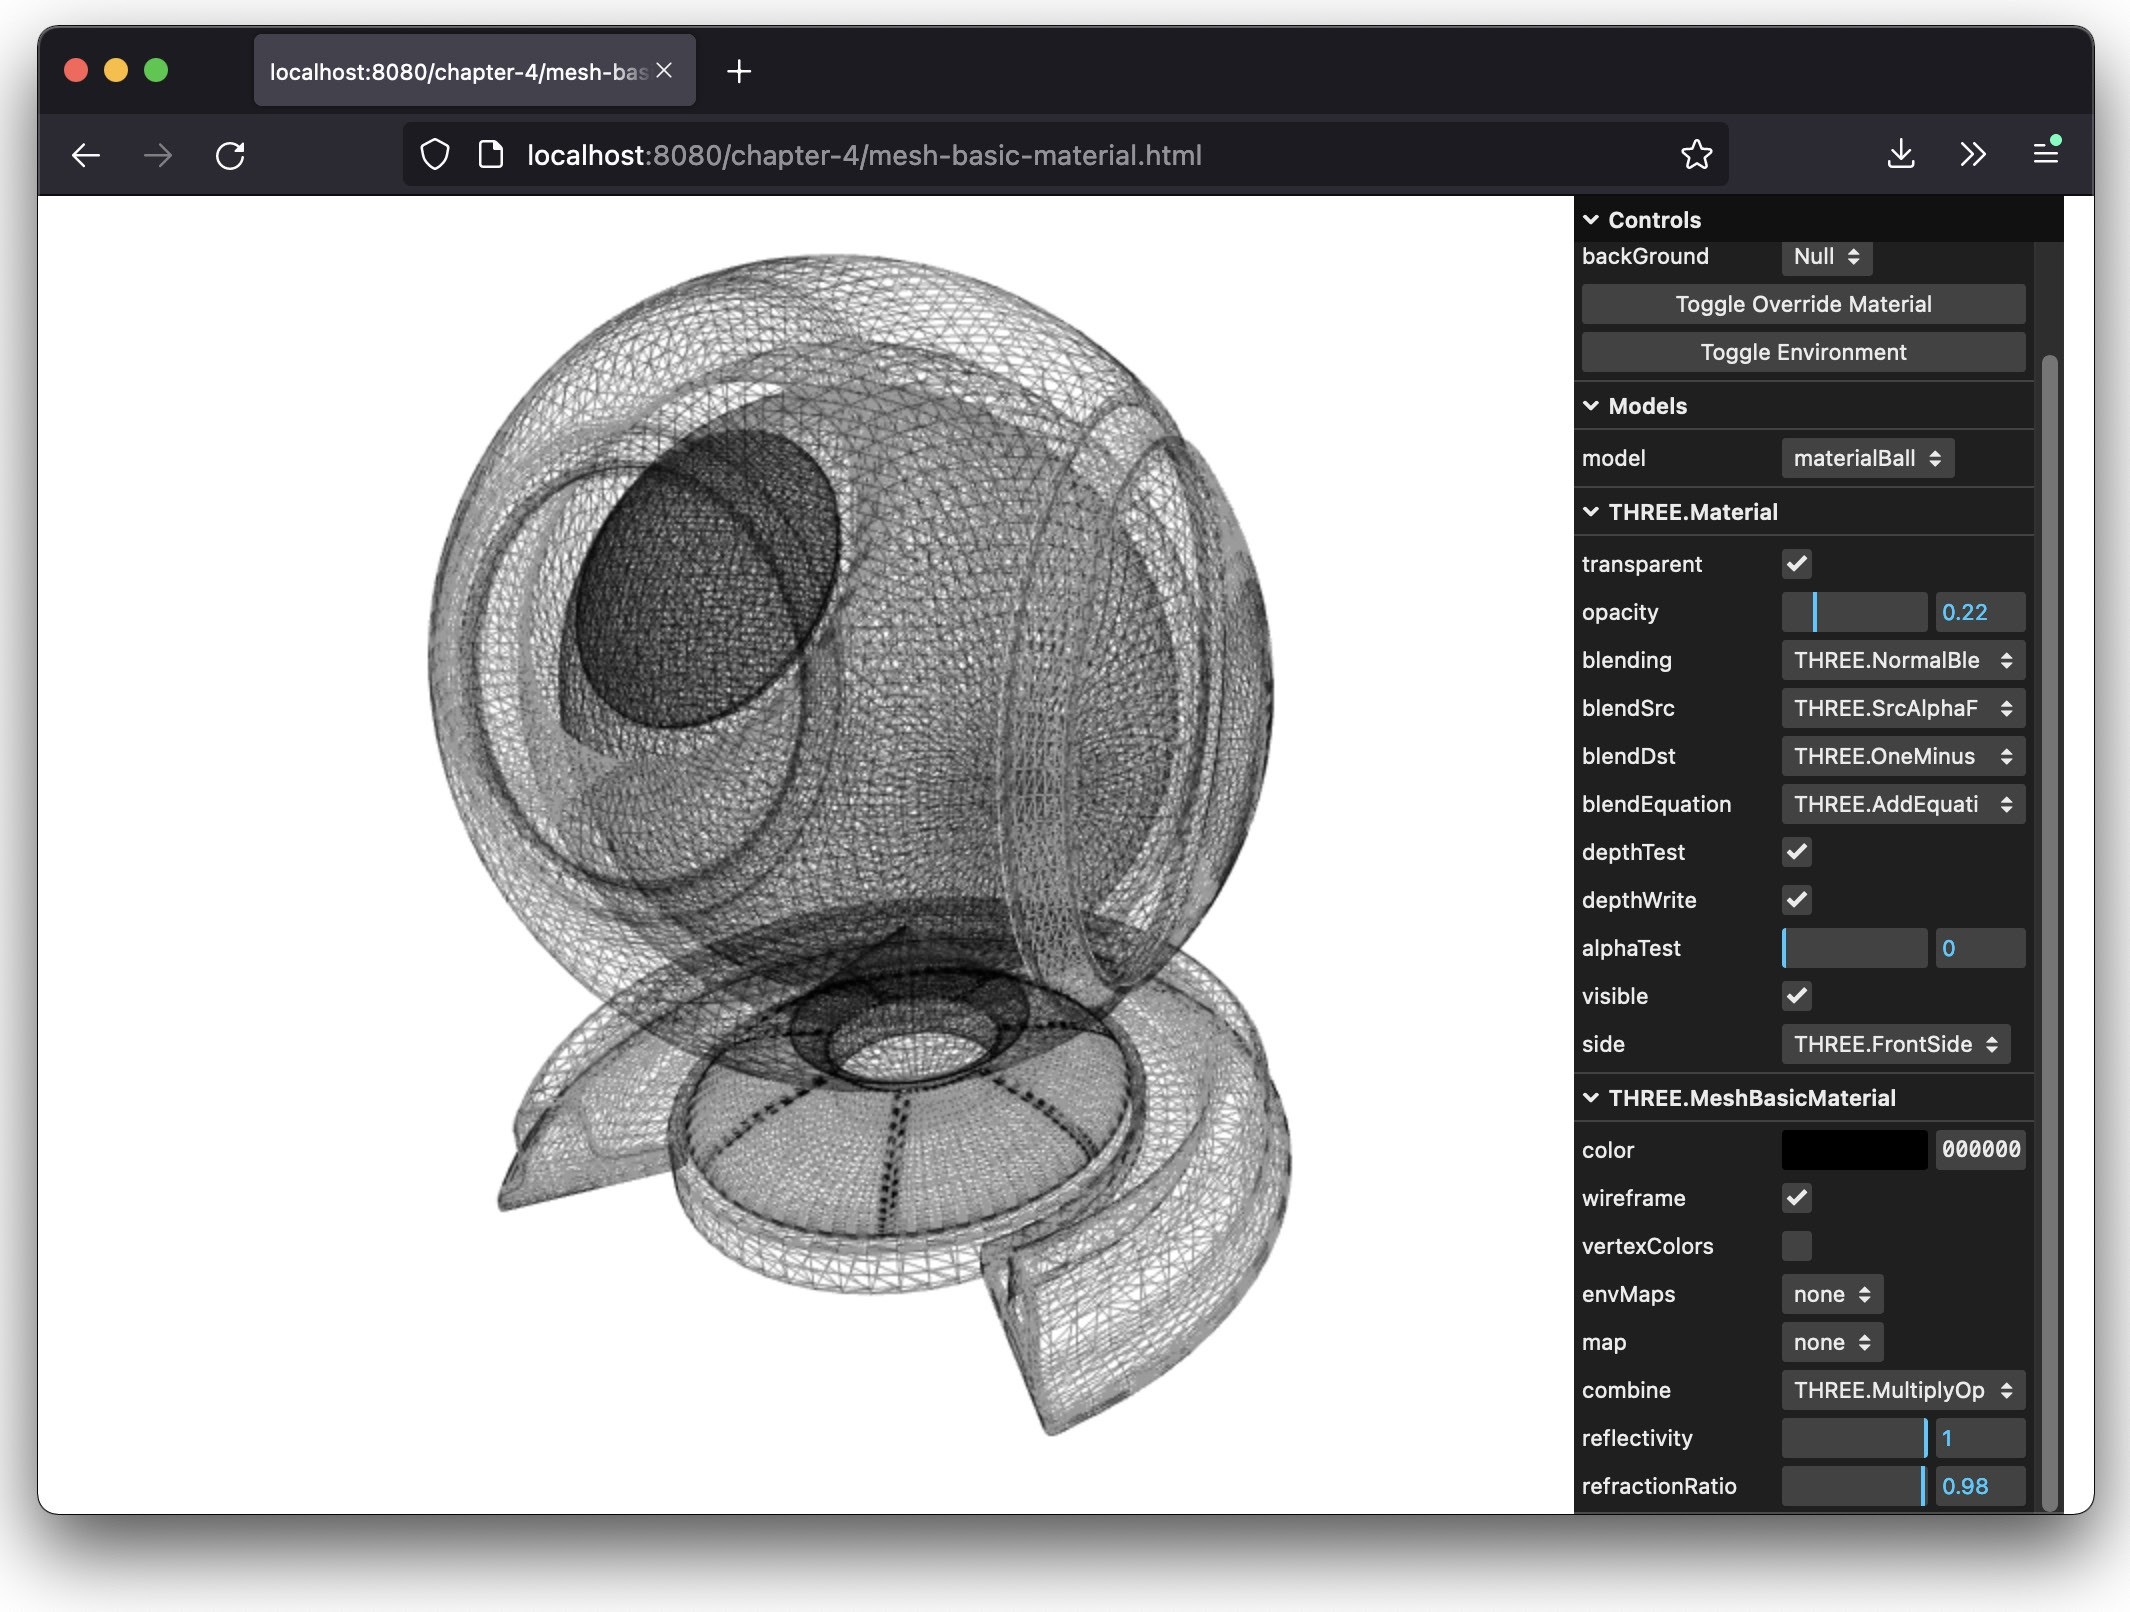 localhost:8080/chapter-4/mesh-bas
localhost:8080/chapter-4/mesh-basic-material.html
Controls
backGround Null
Toggle Override Material
Toggle Environment
Models
model materialBall
THREE.Material
transparent
opacity 0.22
blending THREE.NormalBle
blendSrc THREE.SrcAlphaF
blendDst THREE.OneMinus
blendEquation THREE.AddEquati
depthTest
depthWrite
alphaTest 0
visible
side THREE.FrontSide
THREE.MeshBasicMaterial
color 000000
wireframe
vertexColors
envMaps none
map none
combine THREE.MultiplyOp
reflectivity 1
refractionRatio 0.98